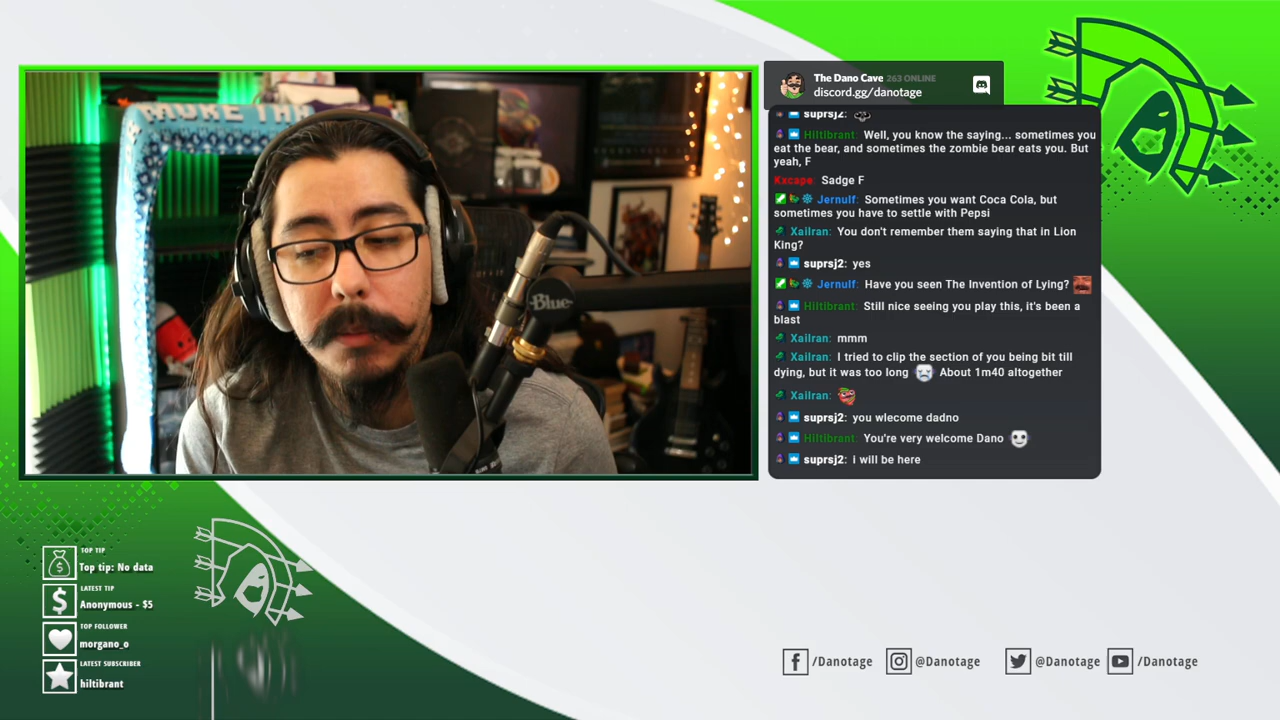 The Dano Cave 263 ONLINE
discord.gg/danotage
MORE TH
Blue
suprsj2:
Hiltibrant: Well, you know the saying... sometimes you
eat the bear, and sometimes the zombie bear eats you. But
yeah, F
Kxcape: Sadge F
Jernulf: Sometimes you want Coca Cola, but
sometimes you have to settle with Pepsi
Xailran: You don't remember them saying that in Lion
King?
suprsj2: yes
Jernulf: Have you seen The Invention of Lying?
Hiltibrant: Still nice seeing you play this, it's been a
blast
Xailran: mmm
Xailran: I tried to clip the section of you being bit till
dying, but it was too long About 1m40 altogether
Xailran:
suprsj2: you wlecome dadno
Hiltibrant: You're very welcome Dano
suprsj2: i will be here
TOP TIP
Top tip: No data
LATEST TIP
Anonymous - $5
TOP FOLLOWER
morgano_o
LATEST SUBSCRIBER
hiltibrant
/Danotage @Danotage @Danotage /Danotage